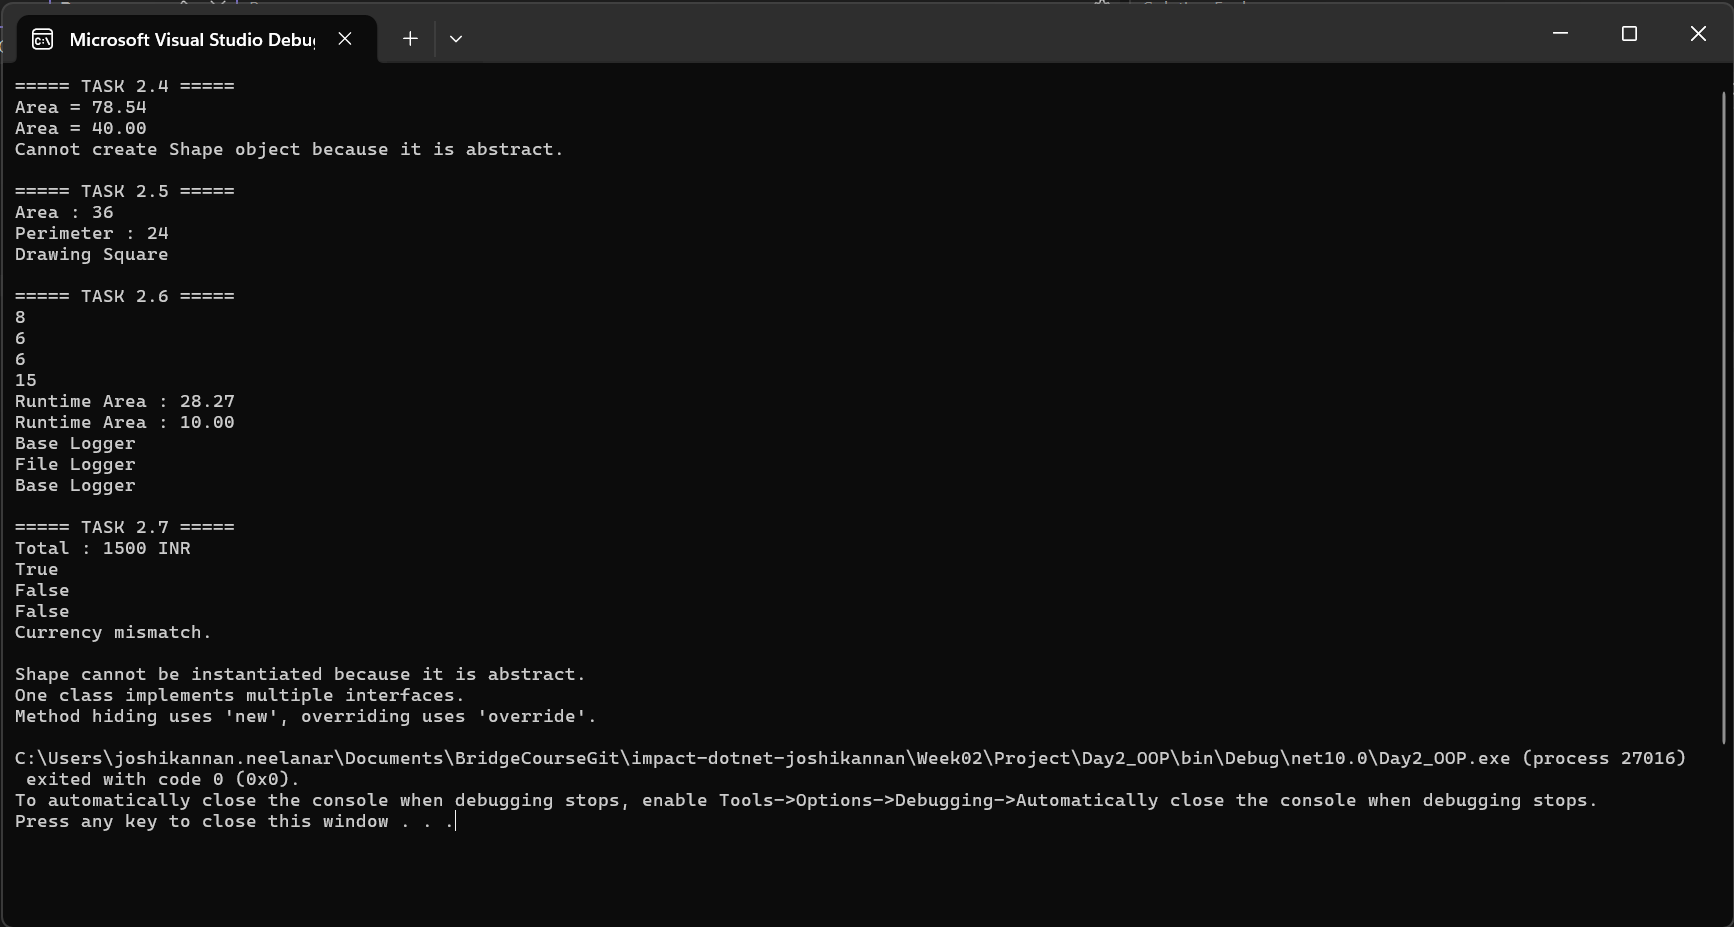 Microsoft Visual Studio Debu
===== TASK 2.4 =====
Area = 78.54
Area = 40.00
Cannot create Shape object because it is abstract.
===== TASK 2.5 =====
Area : 36
Perimeter : 24
Drawing Square
===== TASK 2.6 =====
8
6
6
15
Runtime Area : 28.27
Runtime Area : 10.00
Base Logger
File Logger
Base Logger
===== TASK 2.7 =====
Total : 1500 INR
True
False
False
Currency mismatch.
Shape cannot be instantiated because it is abstract.
One class implements multiple interfaces.
Method hiding uses 'new', overriding uses 'override'.
C:\Users\joshikannan.neelanar\Documents\BridgeCourseGit\impact-dotnet-joshikannan\Week02\Project\Day2_OOP\bin\Debug\net10.0\Day2_OOP.exe (process 27016)
exited with code 0 (0x0).
To automatically close the console when debugging stops, enable Tools->Options->Debugging->Automatically close the console when debugging stops.
Press any key to close this window . . .